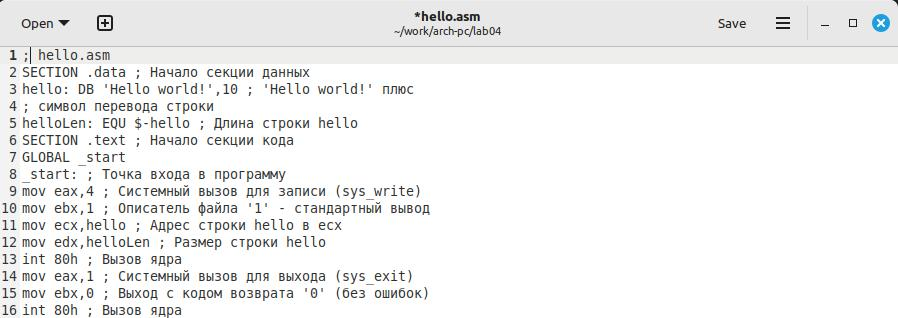 Open
*hello.asm
~/work/arch-pc/lab04
Save
1 ; hello.asm
2 SECTION .data ; Начало секции данных
3 hello: DB 'Hello world!',10 ; 'Hello world!' плюс
4 ; символ перевода строки
5 helloLen: EQU $-hello ; Длина строки hello
6 SECTION .text ; Начало секции кода
7 GLOBAL _start
8 _start: ; Точка входа в программу
9 mov eax,4 ; Системный вызов для записи (sys_write)
10 mov ebx,1 ; Описатель файла '1' - стандартный вывод
11 mov ecx,hello ; Адрес строки hello в ecx
12 mov edx,helloLen ; Размер строки hello
13 int 80h ; Вызов ядра
14 mov eax,1 ; Системный вызов для выхода (sys_exit)
15 mov ebx,0 ; Выход с кодом возврата '0' (без ошибок)
16 int 80h ; Вызов ядра